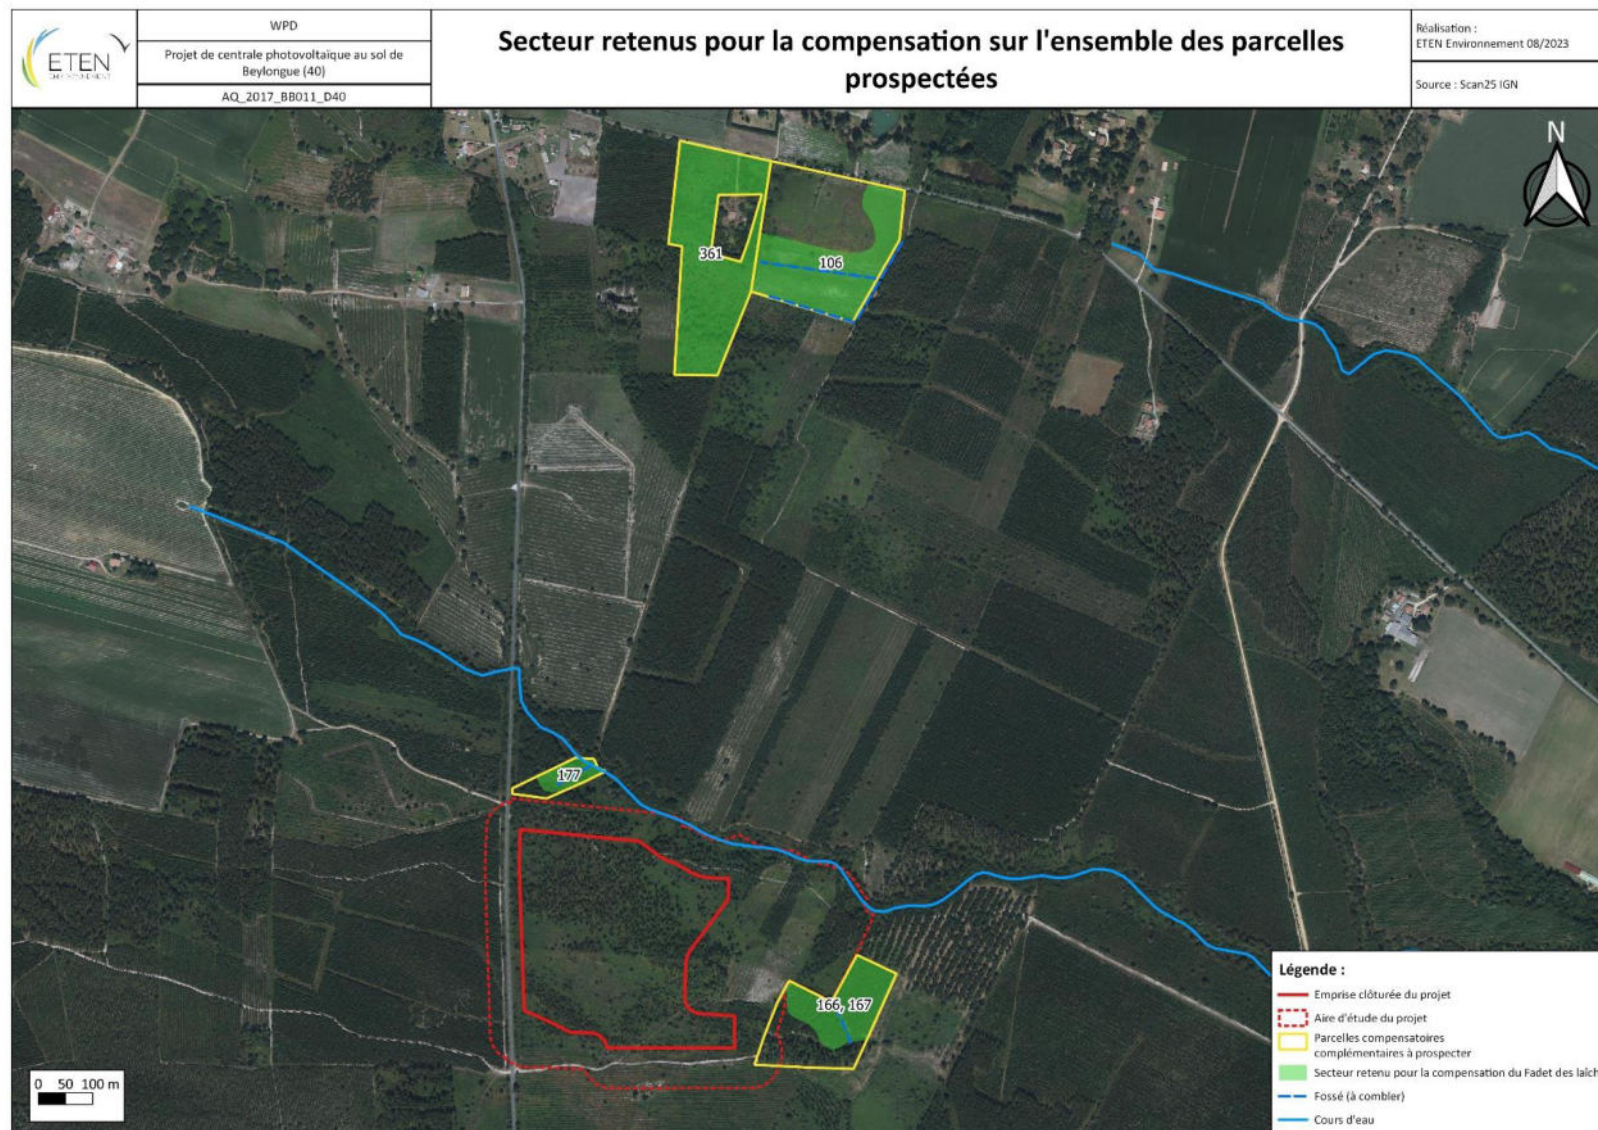 ETEN
ENVIRONNEMENT
WPD
Projet de centrale photovoltaïque au sol de
Beylongue (40)
AQ_2017_BB011_D40
Secteur retenus pour la compensation sur l'ensemble des parcelles
prospectées
Réalisation :
ETEN Environnement 08/2023
Source : Scan25 IGN
N
361
106
177
166, 167
0 50 100 m
Légende :
Emprise clôturée du projet
Aire d'étude du projet
Parcelles compensatoires
complémentaires à prospecter
Secteur retenu pour la compensation du Fadet des laîch
Fossé (à combler)
Cours d'eau